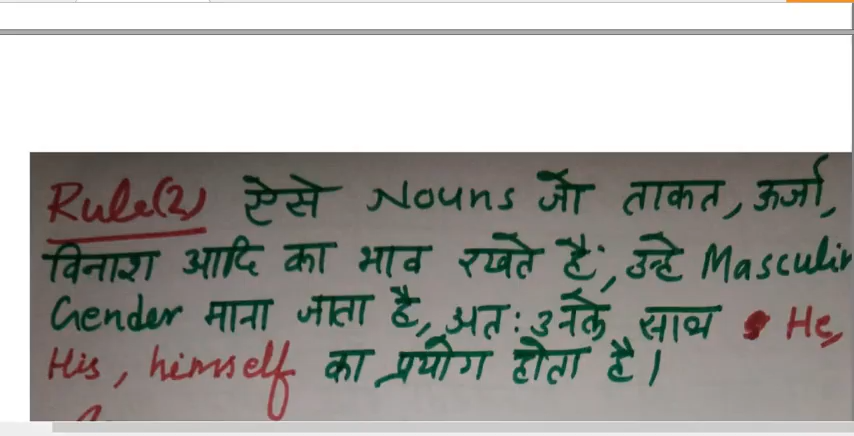 Rule(2) ऐसे Nouns जो ताकत, ऊर्जा,
विनाश आदि का भाव रखते हैं, उन्हे Masculin
Gender माना जाता है, अतः उनके साथ He,
His, himself का प्रयोग होता है।